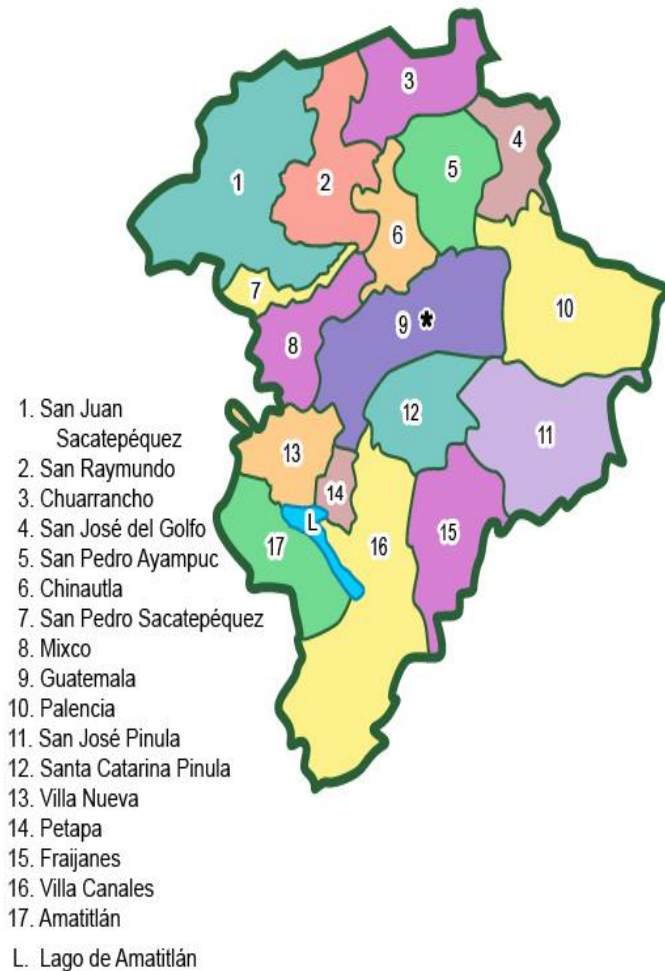 3
4
5
1
2
6
7
10
9 *
8
12
11
13
14
L
15
17
16
1. San Juan
Sacatepéquez
2. San Raymundo
3. Chuarrancho
4. San José del Golfo
5. San Pedro Ayampuc
6. Chinautla
7. San Pedro Sacatepéquez
8. Mixco
9. Guatemala
10. Palencia
11. San José Pinula
12. Santa Catarina Pinula
13. Villa Nueva
14. Petapa
15. Fraijanes
16. Villa Canales
17. Amatitlán
L. Lago de Amatitlán